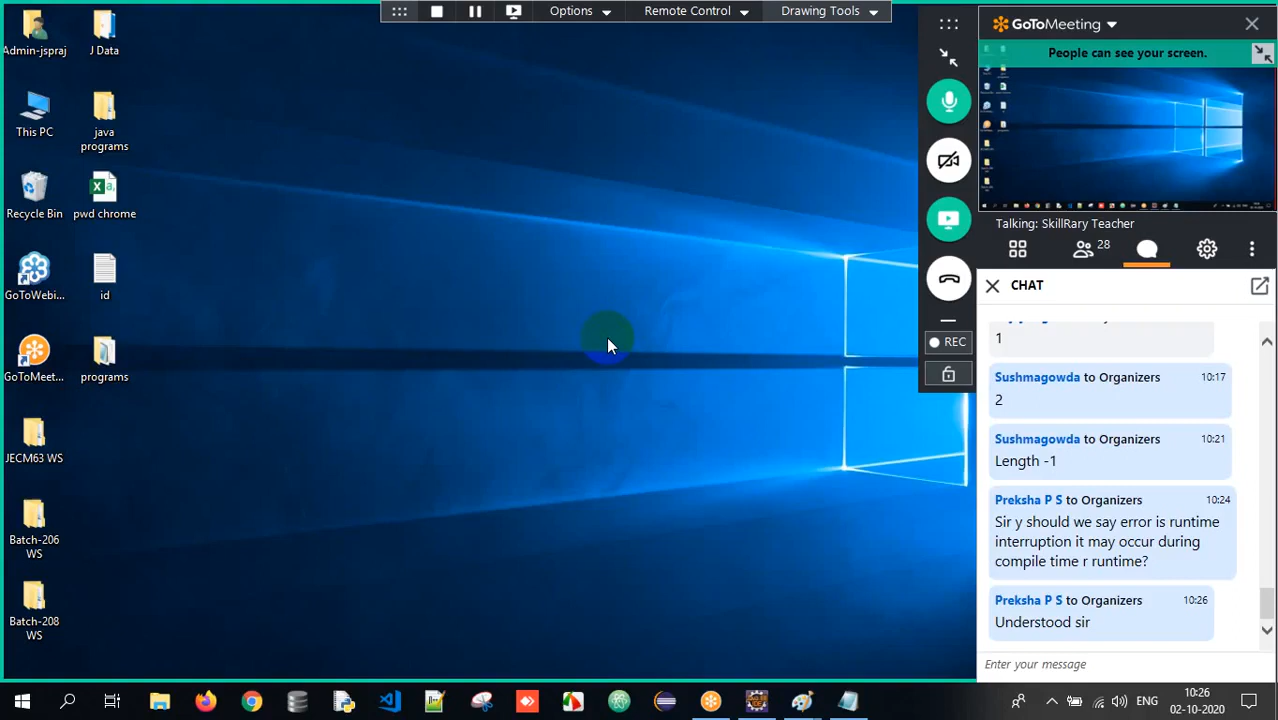 Options
Remote Control
Drawing Tools
GoToMeeting
People can see your screen.
Talking: SkillRary Teacher
28
CHAT
REC
1
Sushmagowda to Organizers 10:17
2
Sushmagowda to Organizers 10:21
Length -1
Preksha P S to Organizers 10:24
Sir y should we say error is runtime
interruption it may occur during
compile time r runtime?
Preksha P S to Organizers 10:26
Understood sir
Enter your message
Admin-jspraj
J Data
This PC
java
programs
Recycle Bin
pwd chrome
GoToWebi...
id
GoToMeet...
programs
JECM63 WS
Batch-206
WS
Batch-208
WS
ENG
10:26
02-10-2020